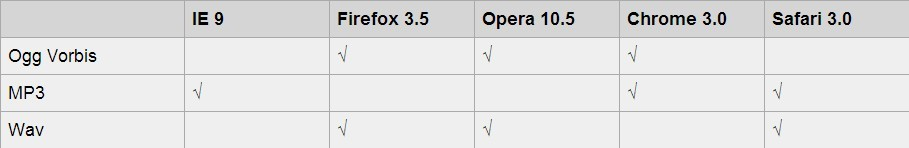 IE 9 Firefox 3.5 Opera 10.5 Chrome 3.0 Safari 3.0
Ogg Vorbis √ √ √
MP3 √ √ √
Wav √ √ √